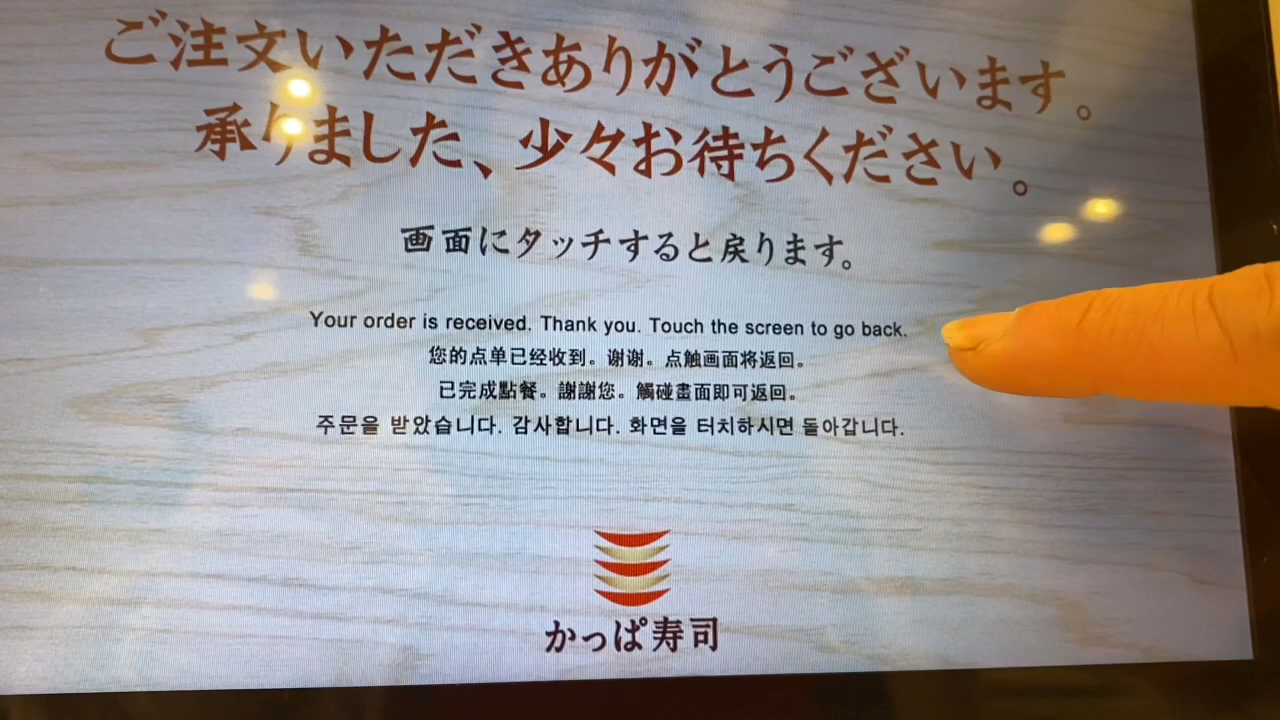 ご注文いただきありがとうございます。
承りました、少々お待ちください。
画面にタッチすると戻ります。
Your order is received. Thank you. Touch the screen to go back.
您的点单已经收到。谢谢。点触画面将返回。
已完成點餐。謝謝您。觸碰畫面即可返回。
주문을 받았습니다. 감사합니다. 화면을 터치하시면 돌아갑니다.
かっぱ寿司